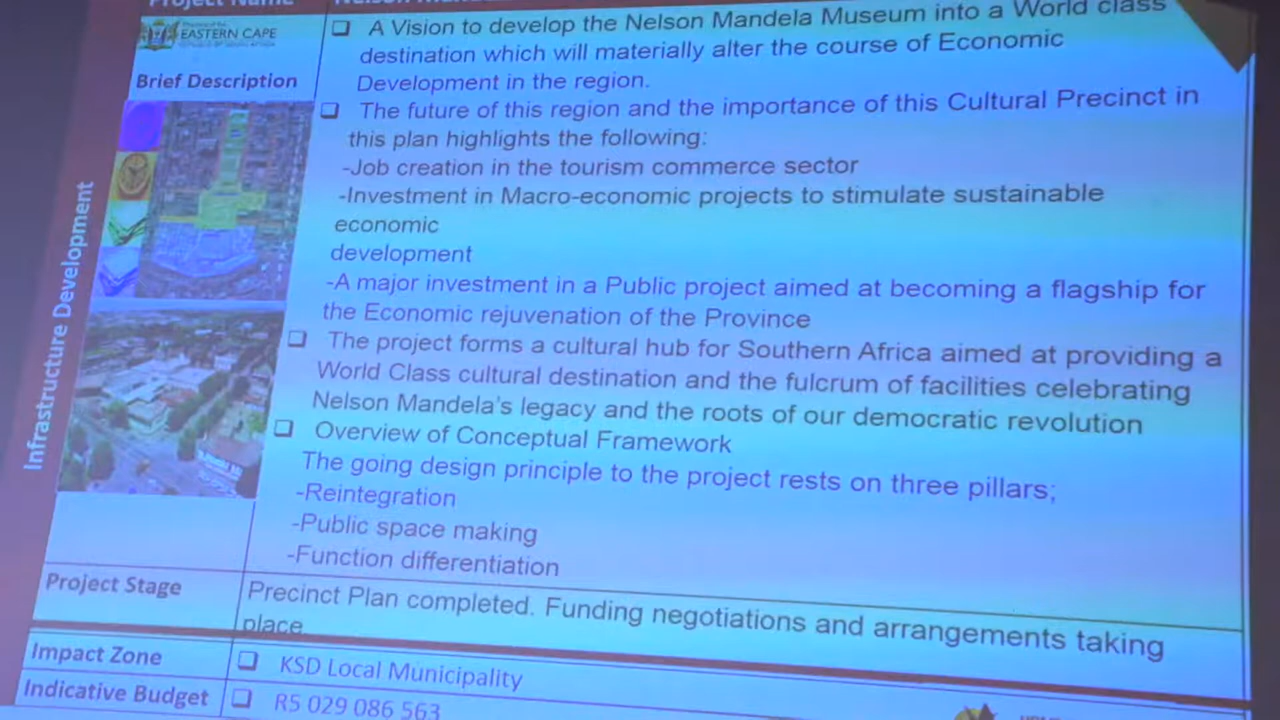 Project Name
EASTERN CAPE
Brief Description
Infrastructure Development
A Vision to develop the Nelson Mandela Museum into a World class
destination which will materially alter the course of Economic
Development in the region.
The future of this region and the importance of this Cultural Precinct in
this plan highlights the following:
-Job creation in the tourism commerce sector
-Investment in Macro-economic projects to stimulate sustainable
economic
development
-A major investment in a Public project aimed at becoming a flagship for
the Economic rejuvenation of the Province
The project forms a cultural hub for Southern Africa aimed at providing a
World Class cultural destination and the fulcrum of facilities celebrating
Nelson Mandela's legacy and the roots of our democratic revolution
Overview of Conceptual Framework
The going design principle to the project rests on three pillars;
-Reintegration
-Public space making
-Function differentiation
Project Stage
Precinct Plan completed. Funding negotiations and arrangements taking
place
Impact Zone
KSD Local Municipality
Indicative Budget
R5 029 086 563